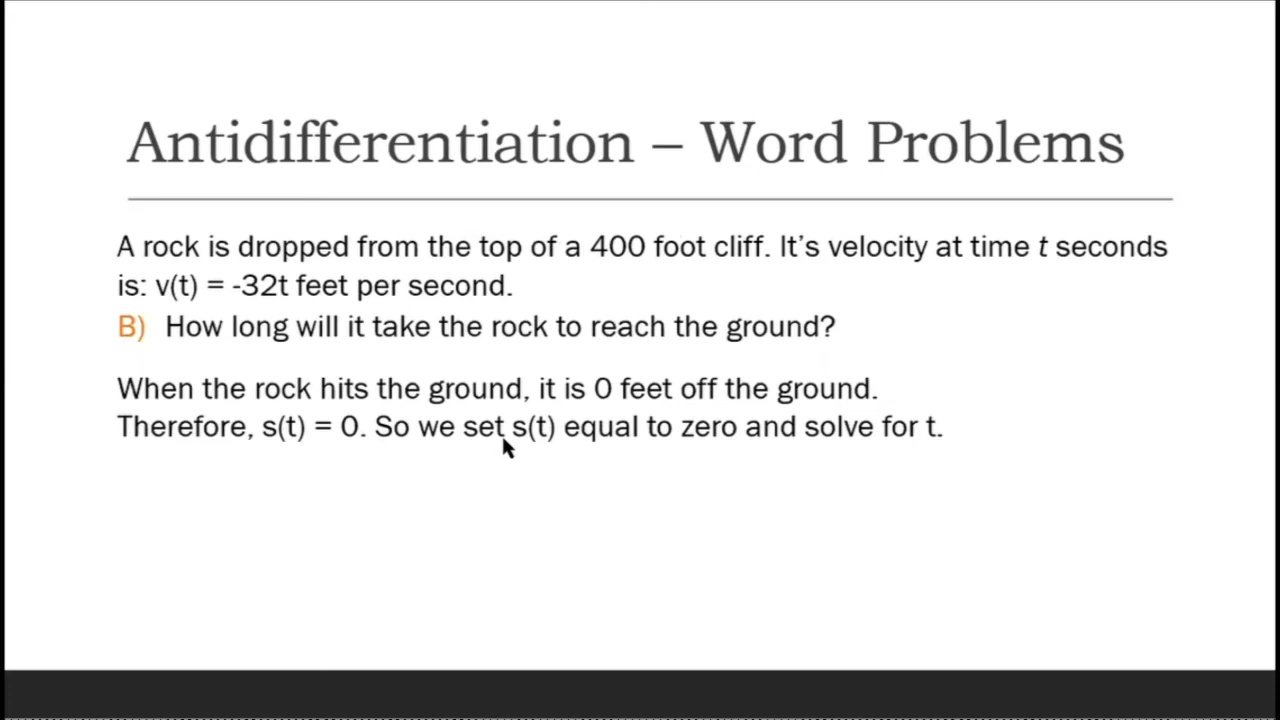 Antidifferentiation – Word Problems
A rock is dropped from the top of a 400 foot cliff. It’s velocity at time t seconds
is: v(t) = -32t feet per second.
B) How long will it take the rock to reach the ground?
When the rock hits the ground, it is 0 feet off the ground.
Therefore, s(t) = 0. So we set s(t) equal to zero and solve for t.